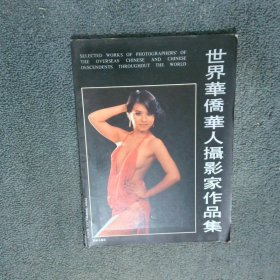 SELECTED WORKS OF PHOTOGRAPHERS' OF
THE OVERSEAS CHINESE AND CHINESE
DESCENDENTS THROUGHOUT THE WORLD
世界華僑華人攝影家作品集